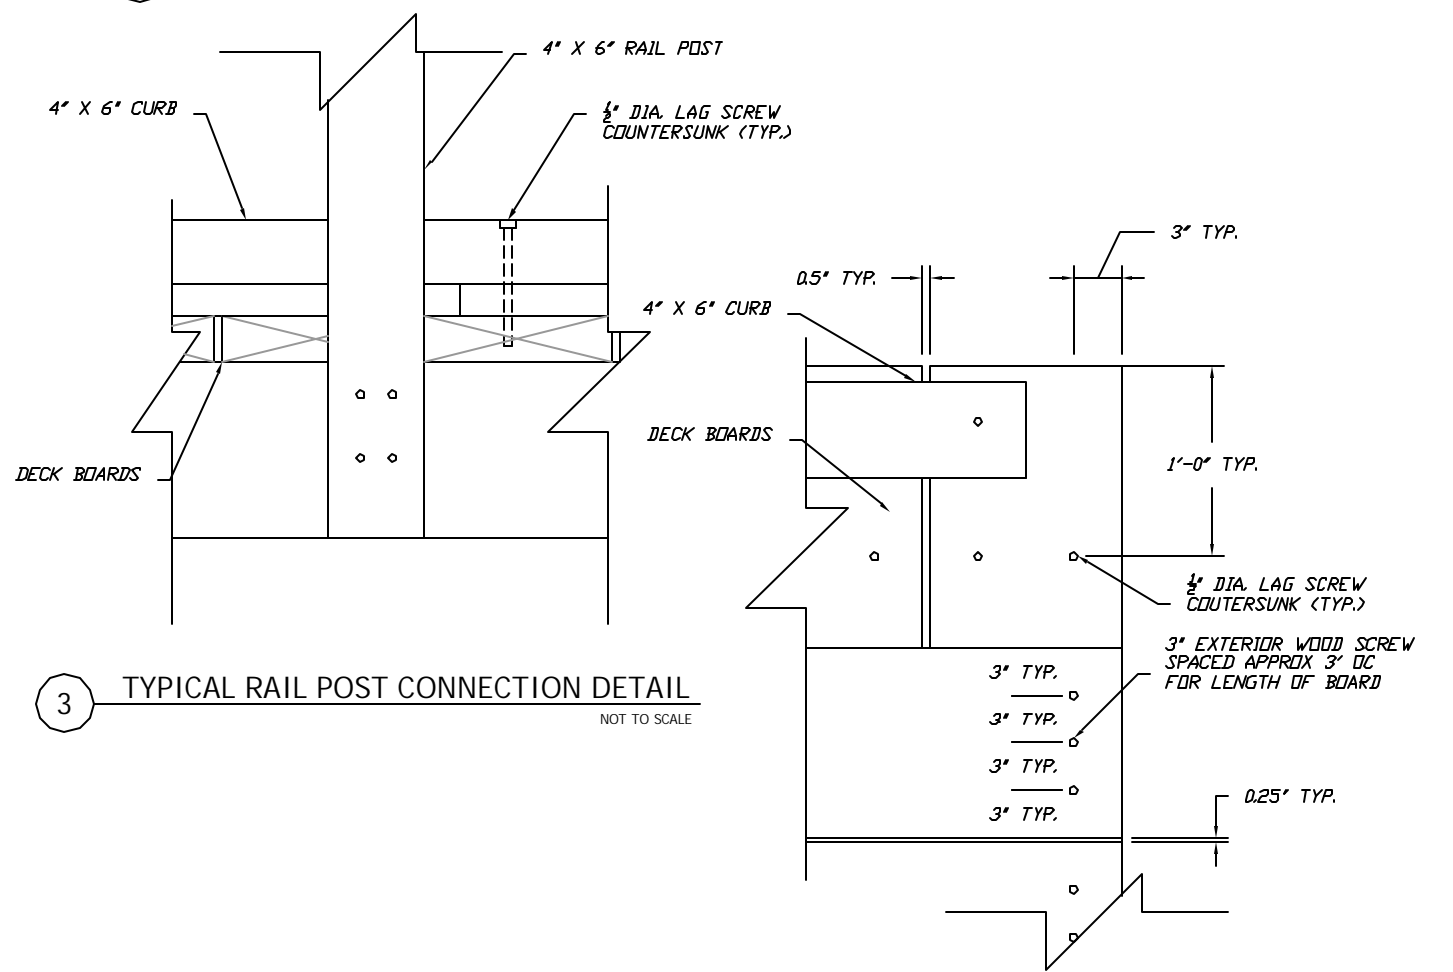 4" X 6" RAIL POST
4" X 6" CURB
½" DIA. LAG SCREW
COUNTERSUNK (TYP.)
DECK BOARDS
3
TYPICAL RAIL POST CONNECTION DETAIL
NOT TO SCALE
3" TYP.
0.5" TYP.
4" X 6" CURB
DECK BOARDS
1'-0" TYP.
½" DIA. LAG SCREW
COUTERSUNK (TYP.)
3" EXTERIOR WOOD SCREW
SPACED APPROX 3' OC
FOR LENGTH OF BOARD
3" TYP.
3" TYP.
3" TYP.
3" TYP.
0.25" TYP.